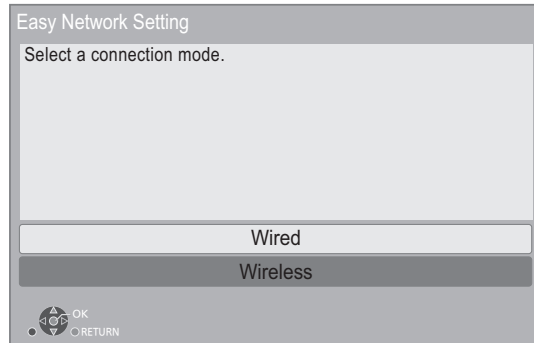 Easy Network Setting
Select a connection mode.
Wired
Wireless
OK
RETURN